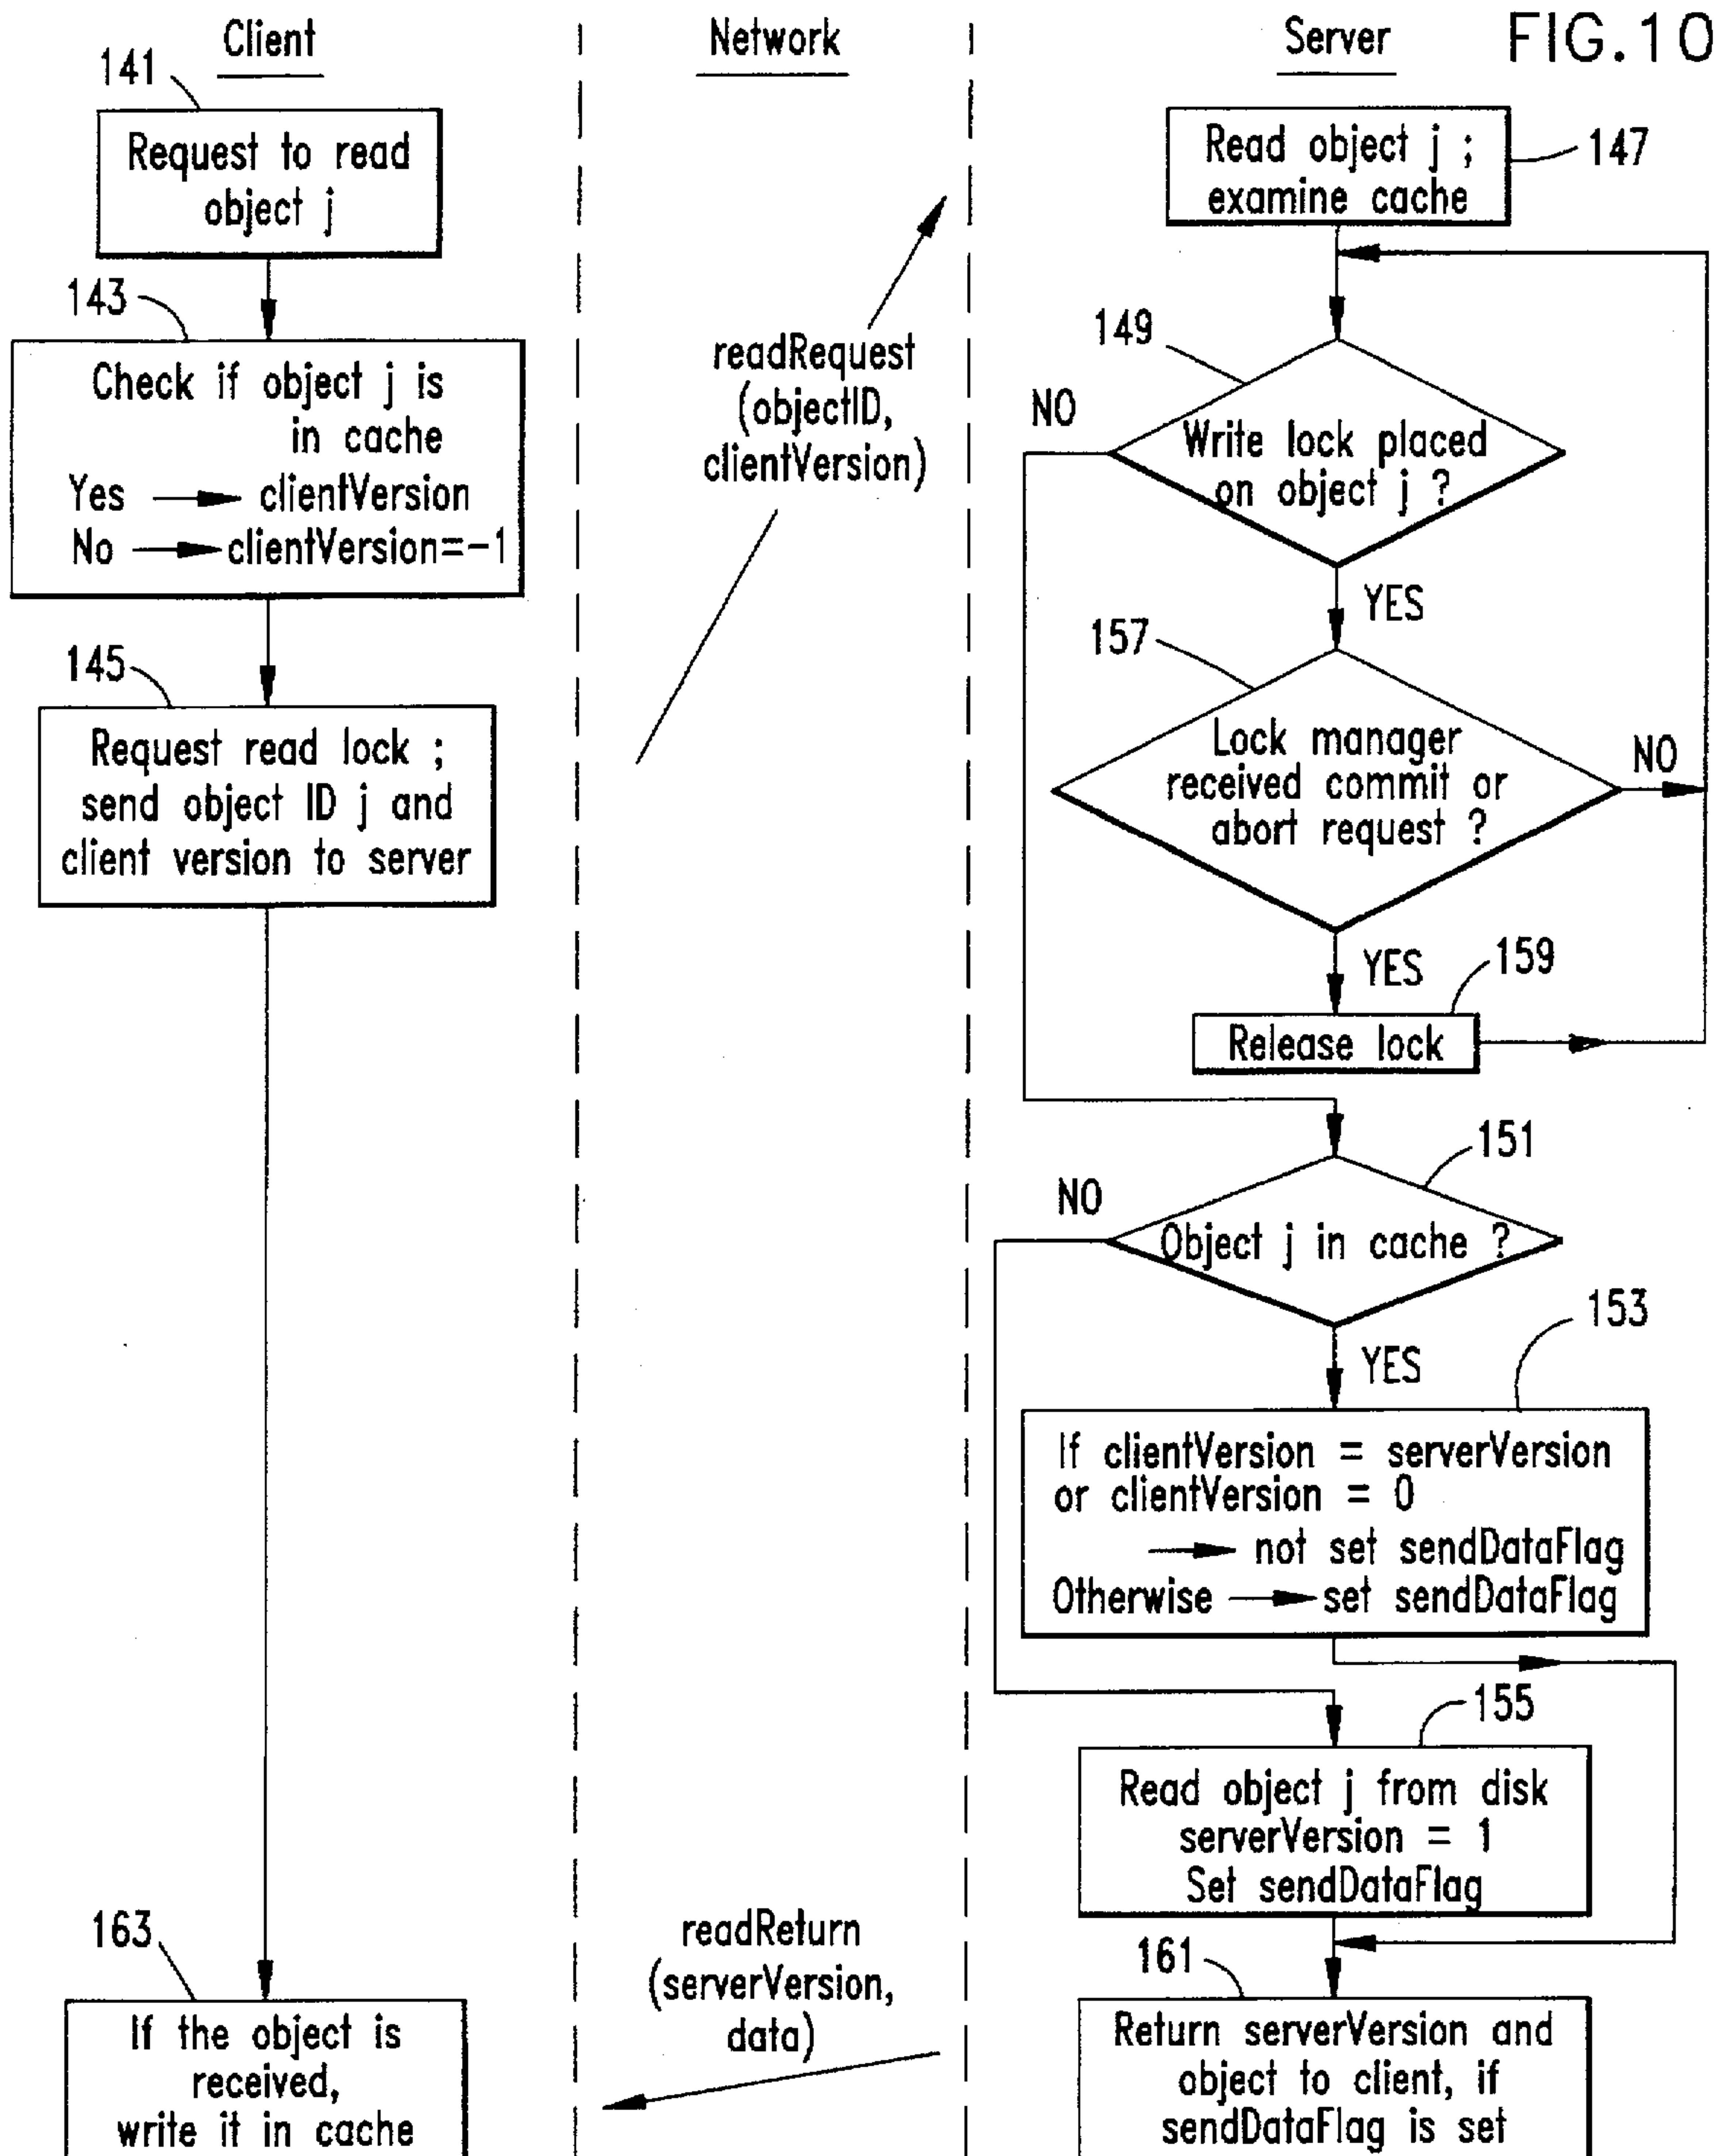 Client
Network
Server
FIG.10
141
Request to read
object j
143
Check if object j is
in cache
Yes → clientVersion
No → clientVersion=-1
145
Request read lock ;
send object ID j and
client version to server
readRequest
(objectID,
clientVersion)
Read object j ;
examine cache
147
149
NO
Write lock placed
on object j ?
YES
157
Lock manager
received commit or
abort request ?
NO
YES
159
Release lock
151
NO
Object j in cache ?
153
YES
If clientVersion = serverVersion
or clientVersion = 0
→ not set sendDataFlag
Otherwise → set sendDataFlag
155
Read object j from disk
serverVersion = 1
Set sendDataFlag
163
If the object is
received,
write it in cache
readReturn
(serverVersion,
data)
161
Return serverVersion and
object to client, if
sendDataFlag is set